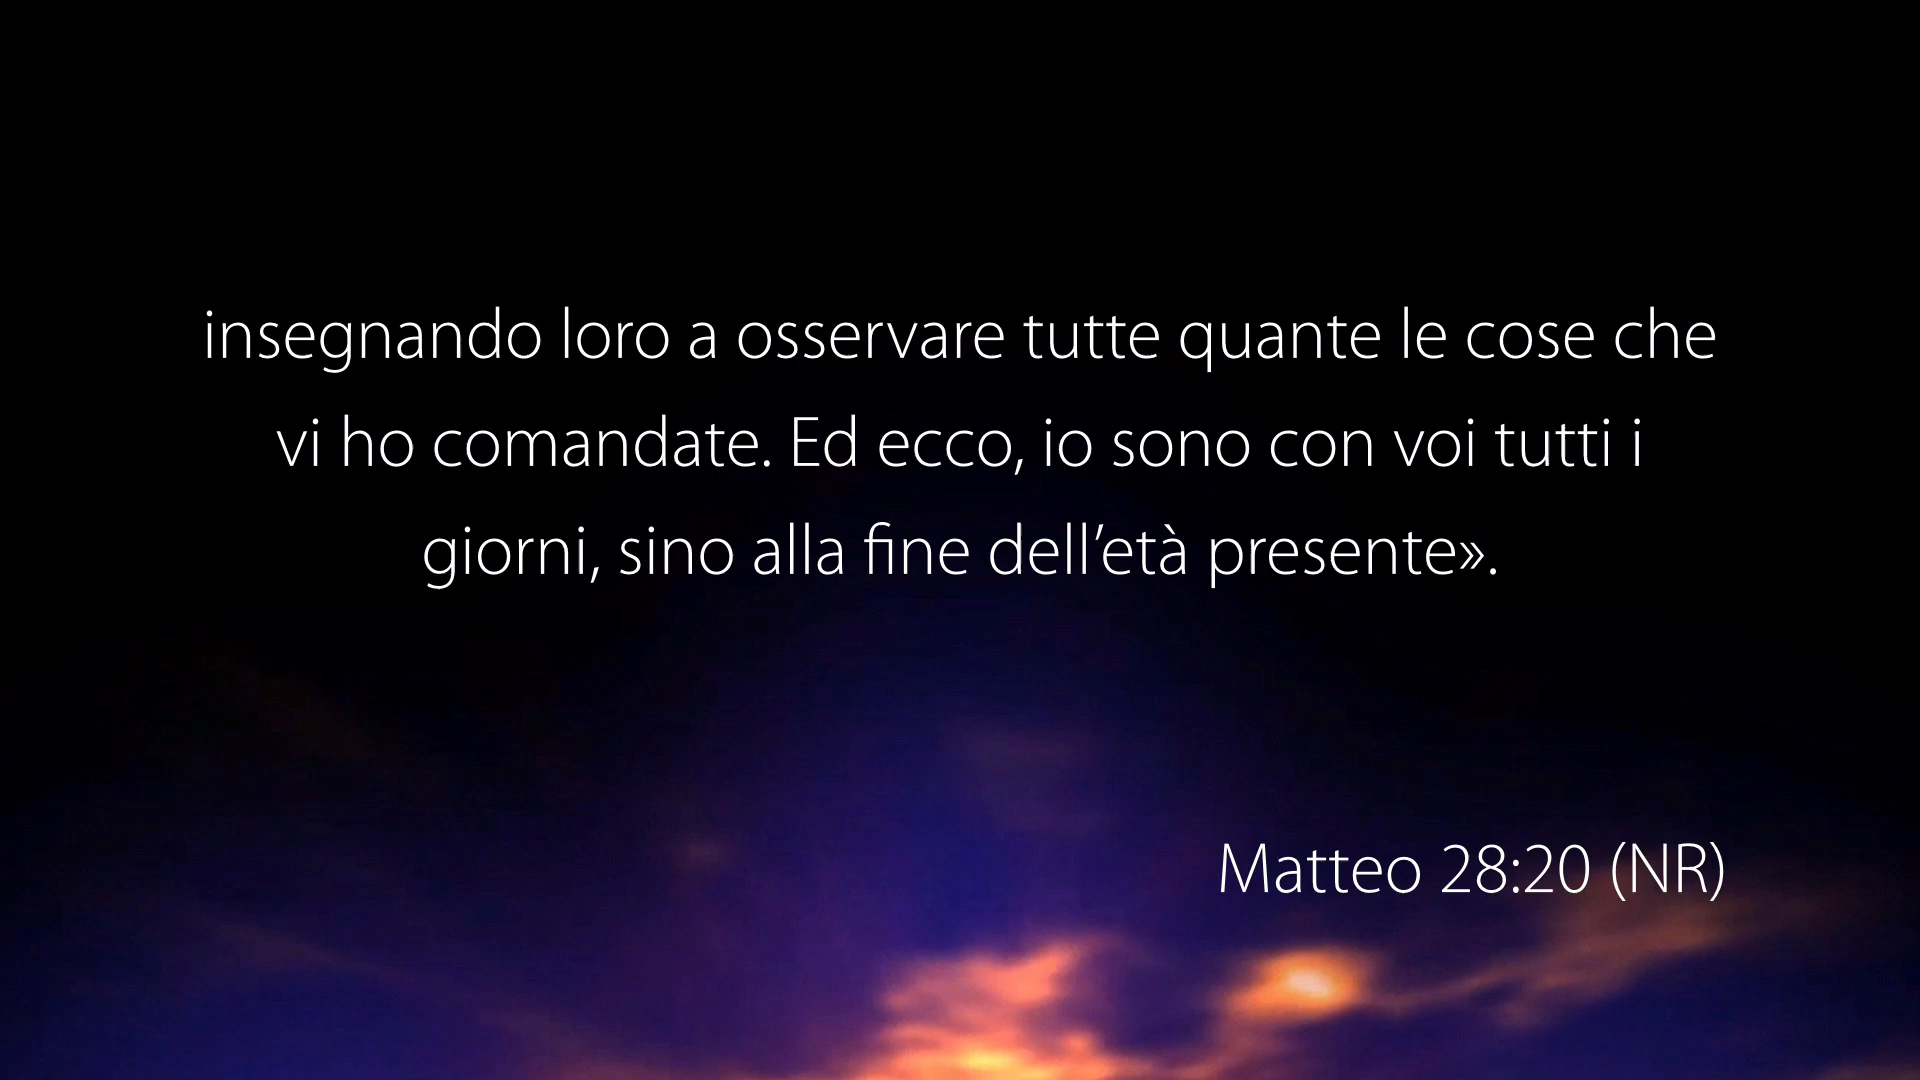 insegnando loro a osservare tutte quante le cose che
vi ho comandate. Ed ecco, io sono con voi tutti i
giorni, sino alla fine dell’età presente».
Matteo 28:20 (NR)